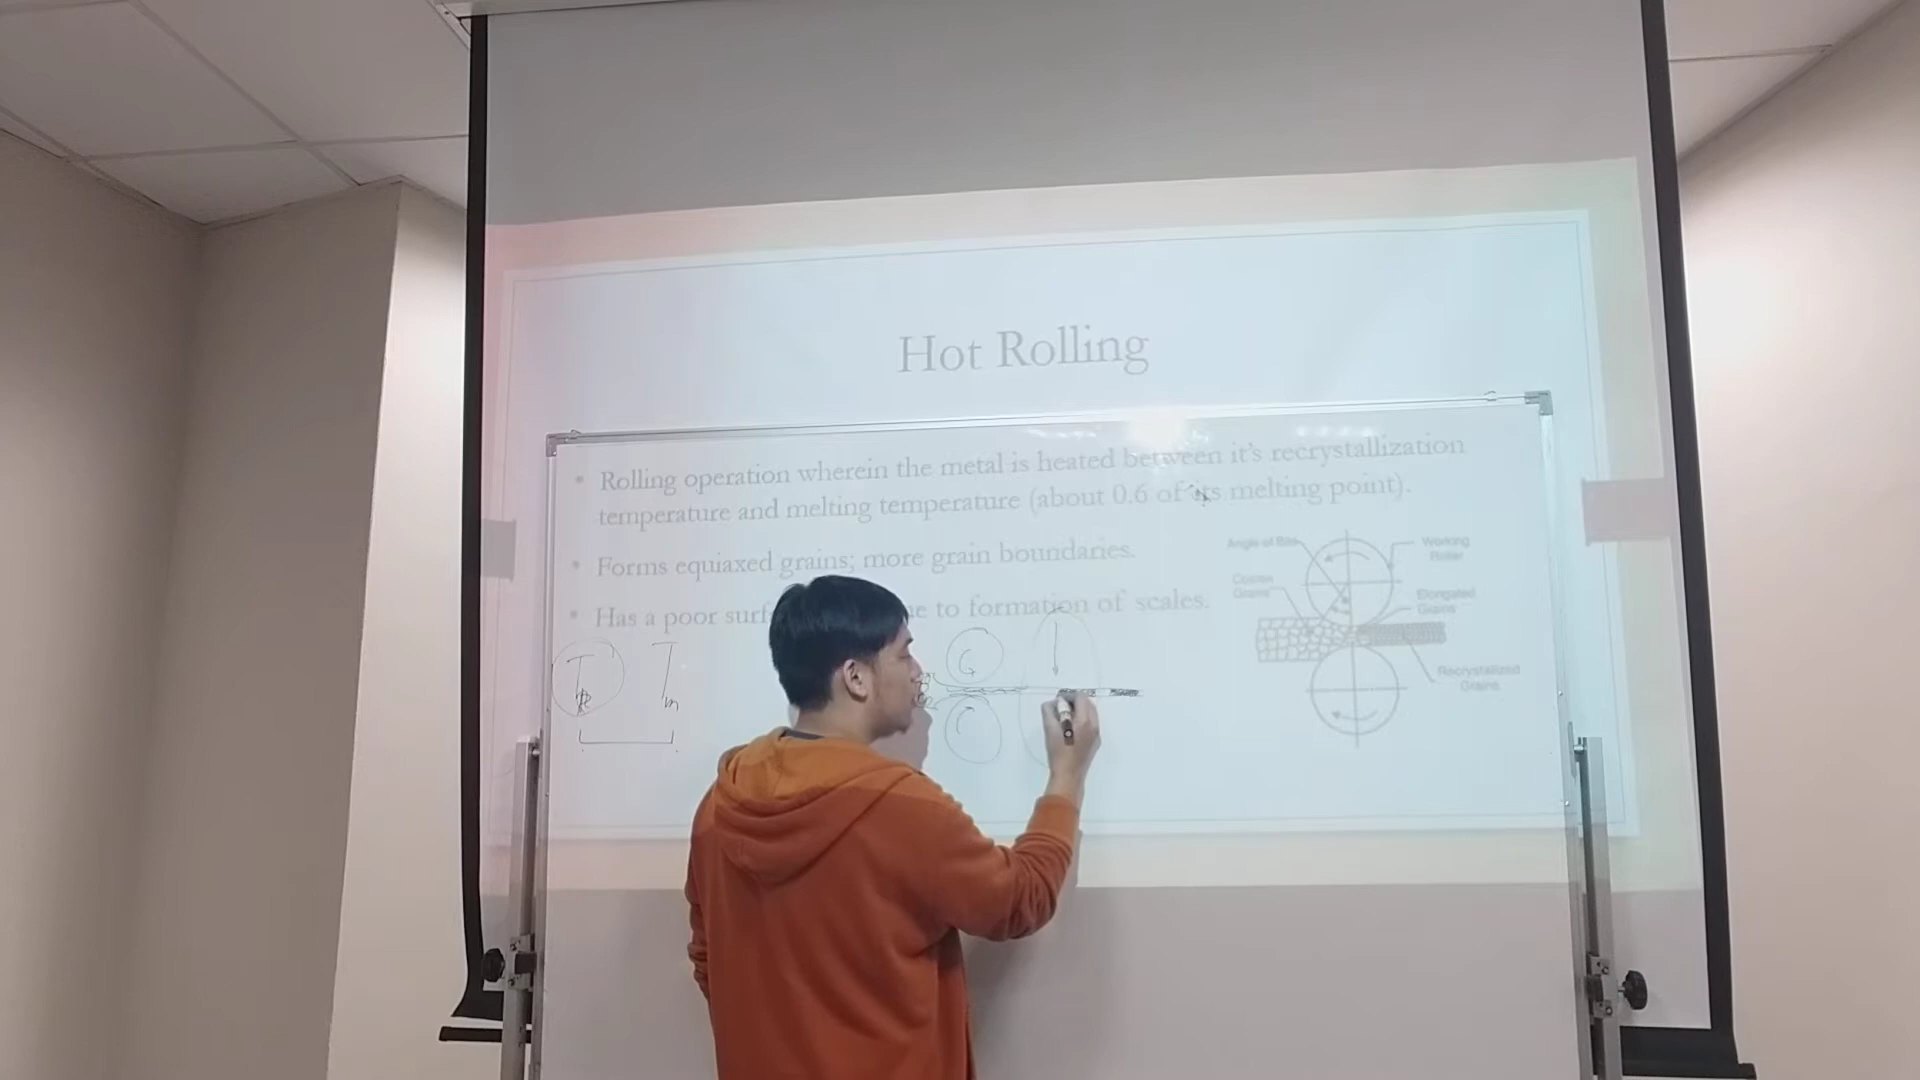 Hot Rolling
• Rolling operation wherein the metal is heated between it's recrystallization
temperature and melting temperature (about 0.6 of its melting point).
• Forms equiaxed grains; more grain boundaries.
• Has a poor surf e to formation of scales.
Angle of Bite
Working
Roller
Coarse
Grains
Elongated
Grains
Recrystallized
Grains
T
T m